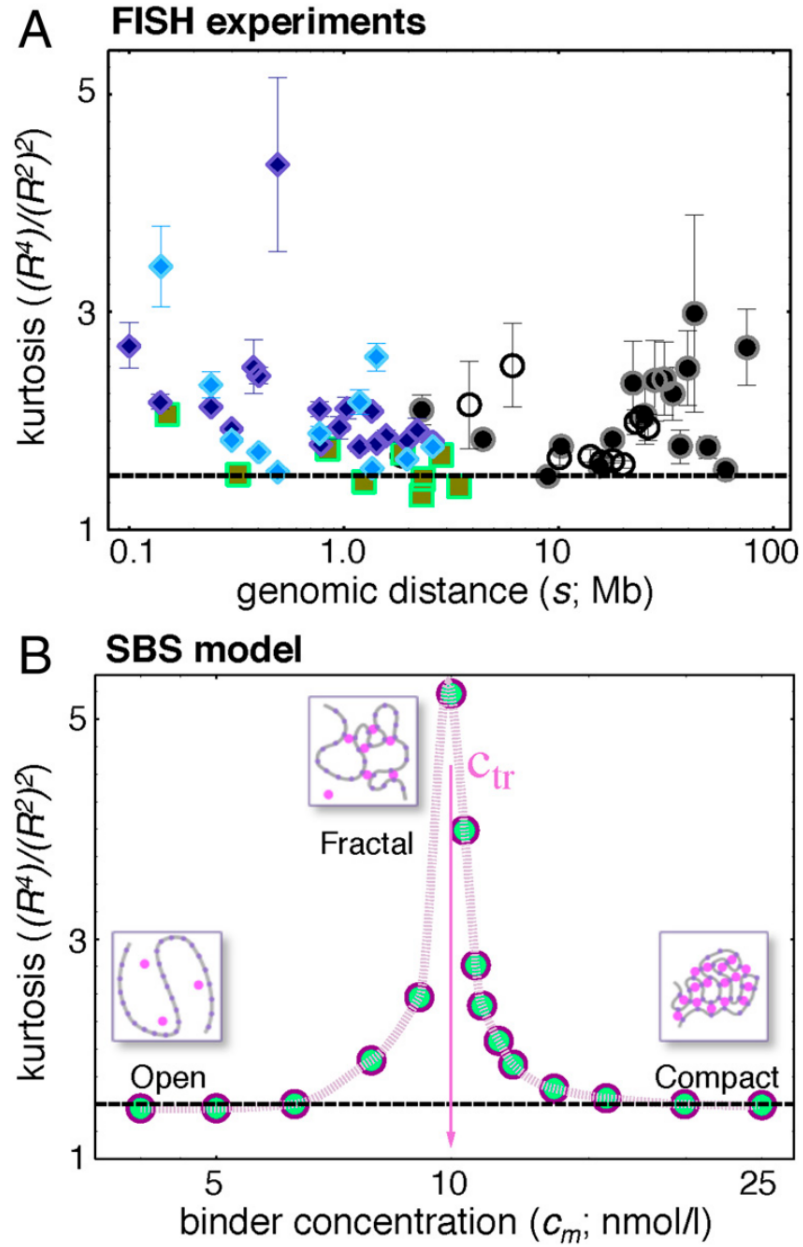 A FISH experiments
kurtosis ((R⁴)/(R²)²)
5
3
1
0.1 1.0 10 100
genomic distance (s; Mb)
B SBS model
kurtosis ((R⁴)/(R²)²)
5
c_tr
Fractal
3
Open Compact
1
5 10 25
binder concentration (cₘ; nmol/l)